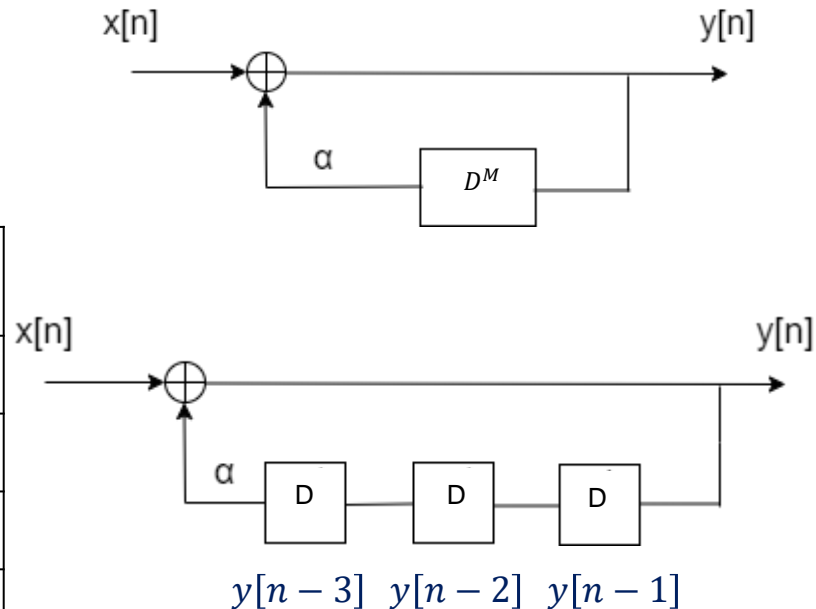 x[n] y[n]
α
D^M
x[n] y[n]
α
D D D
y[n − 3] y[n − 2] y[n − 1]